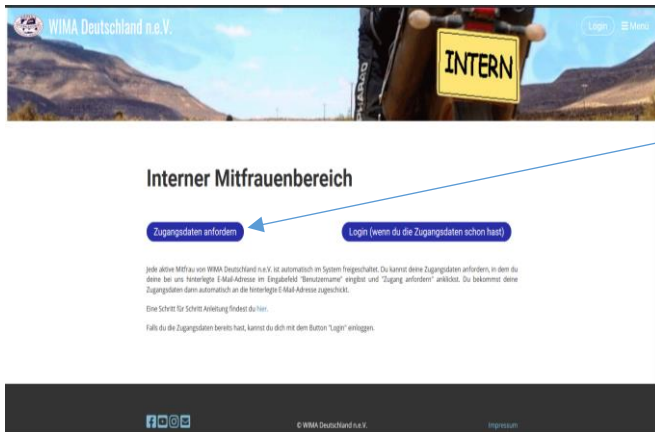 WIMA Deutschland n.e.V.
Login
Menü
INTERN
Interner Mitfrauenbereich
Zugangsdaten anfordern
Login (wenn du die Zugangsdaten schon hast)
Jede aktive Mitfrau von WIMA Deutschland n.e.V. ist automatisch im System freigeschaltet. Du kannst deine Zugangsdaten anfordern, in dem du
deine bei uns hinterlegte E-Mail-Adresse im Eingabefeld "Benutzername" eingibst und "Zugang anfordern" anklickst. Du bekommst deine
Zugangsdaten dann automatisch an die hinterlegte E-Mail-Adresse zugeschickt.
Eine Schritt für Schritt Anleitung findest du hier.
Falls du die Zugangsdaten bereits hast, kannst du dich mit dem Button "Login" einloggen.
© WIMA Deutschland n.e.V.
Impressum